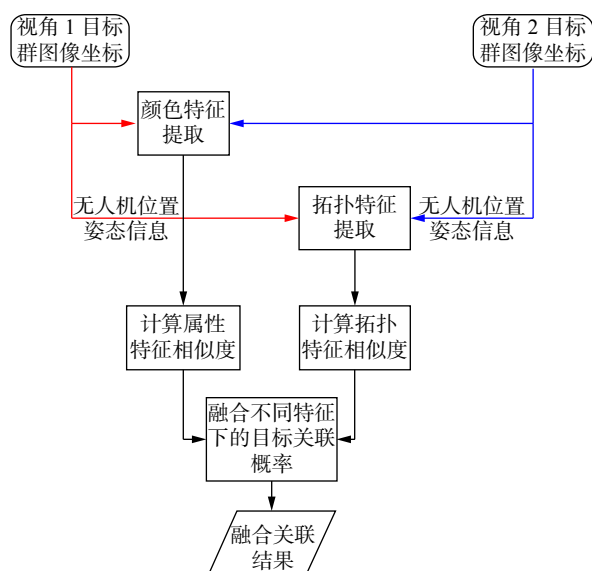 视角 1 目标
群图像坐标
视角 2 目标
群图像坐标
颜色特征
提取
无人机位置
姿态信息
拓扑特征
提取
无人机位置
姿态信息
计算属性
特征相似度
计算拓扑
特征相似度
融合不同特征
下的目标关联
概率
融合关联
结果